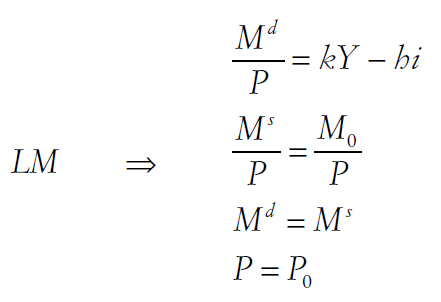 M^d/P = kY − hi
LM ⇒ M^s/P = M_0/P
M^d = M^s
P = P_0